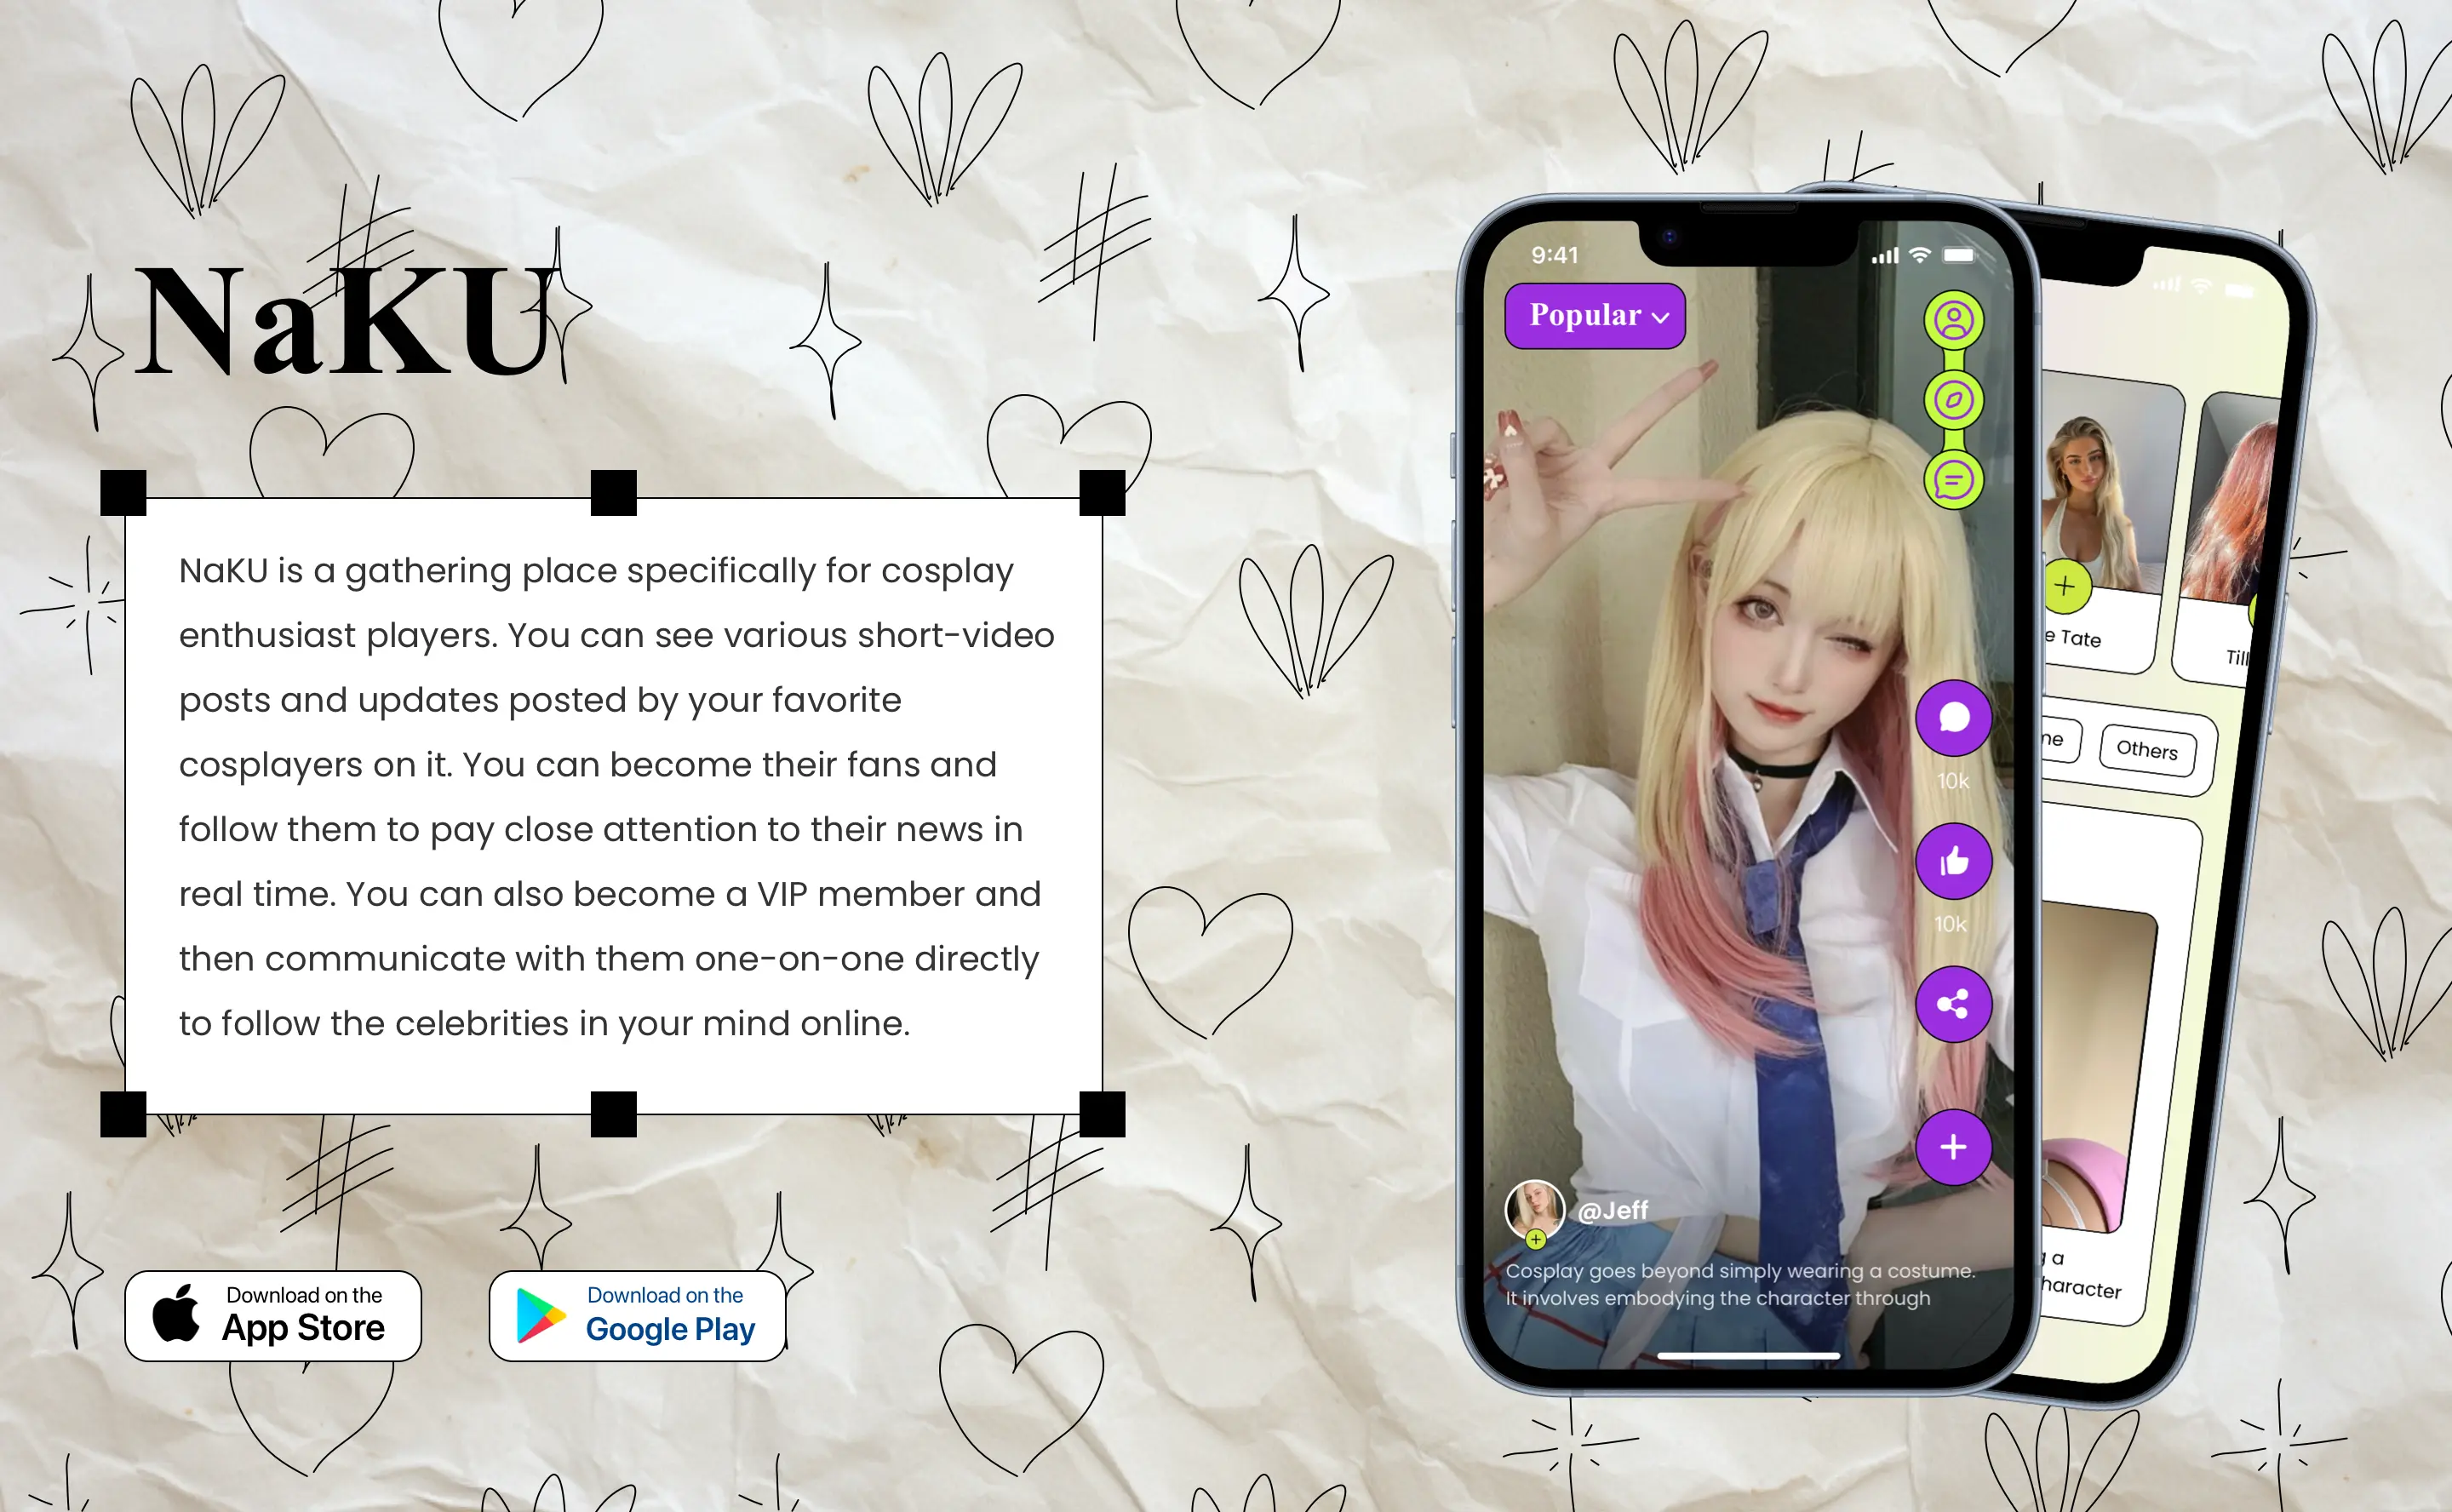 NaKU
NaKU is a gathering place specifically for cosplay
enthusiast players. You can see various short-video
posts and updates posted by your favorite
cosplayers on it. You can become their fans and
follow them to pay close attention to their news in
real time. You can also become a VIP member and
then communicate with them one-on-one directly
to follow the celebrities in your mind online.
Download on the
App Store
Download on the
Google Play
9:41
Popular
10k
10k
@Jeff
Cosplay goes beyond simply wearing a costume.
It involves embodying the character through
e Tate
Till
Others
g a
haracter